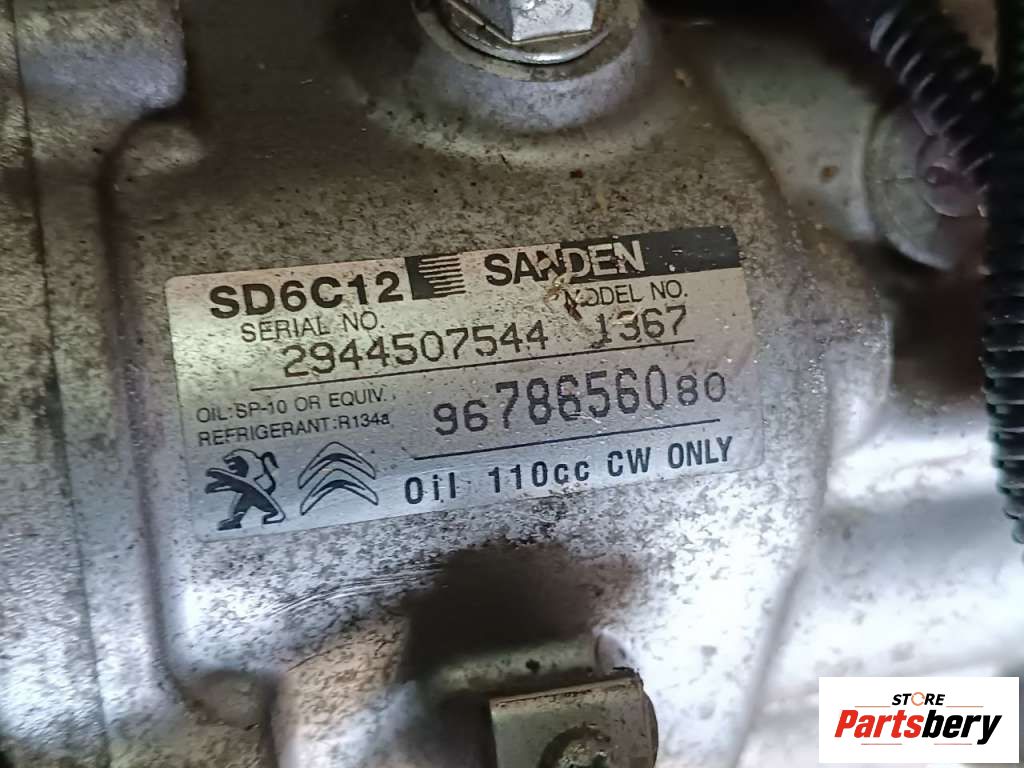 SD6C12 SANDEN
SERIAL NO. MODEL NO.
2944507544 1367
OIL:SP-10 OR EQUIV.
REFRIGERANT:R134a
9678656080
Oil 110cc CW ONLY
STORE
Partsbery